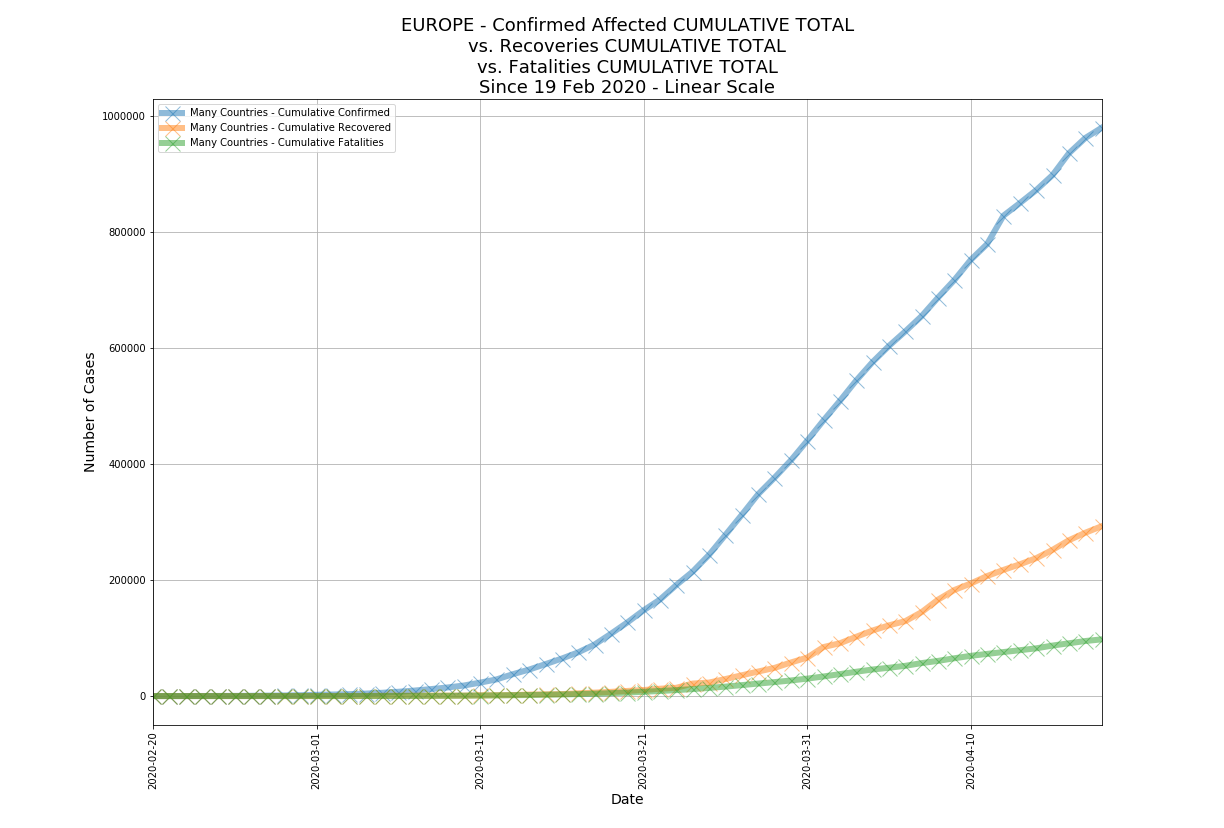 EUROPE - Confirmed Affected CUMULATIVE TOTAL
vs. Recoveries CUMULATIVE TOTAL
vs. Fatalities CUMULATIVE TOTAL
Since 19 Feb 2020 - Linear Scale
Many Countries - Cumulative Confirmed
Many Countries - Cumulative Recovered
Many Countries - Cumulative Fatalities
Number of Cases
1000000
800000
600000
400000
200000
0
2020-02-20
2020-03-01
2020-03-11
2020-03-21
2020-03-31
2020-04-10
Date